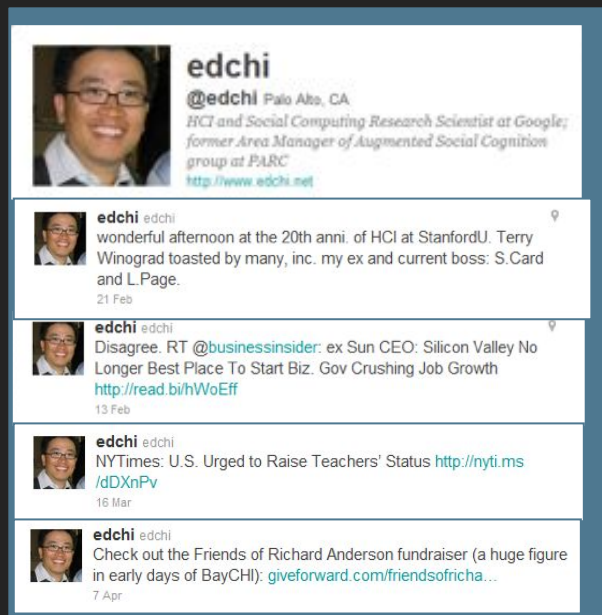 edchi
@edchi Palo Alto, CA
HCI and Social Computing Research Scientist at Google;
former Area Manager of Augmented Social Cognition
group at PARC
http://www.edchi.net
edchi edchi
wonderful afternoon at the 20th anni. of HCI at StanfordU. Terry
Winograd toasted by many, inc. my ex and current boss: S.Card
and L.Page.
21 Feb
edchi edchi
Disagree. RT @businessinsider: ex Sun CEO: Silicon Valley No
Longer Best Place To Start Biz. Gov Crushing Job Growth
http://read.bi/hWoEff
13 Feb
edchi edchi
NYTimes: U.S. Urged to Raise Teachers' Status http://nyti.ms
/dDXnPv
16 Mar
edchi edchi
Check out the Friends of Richard Anderson fundraiser (a huge figure
in early days of BayCHI): giveforward.com/friendsofricha...
7 Apr